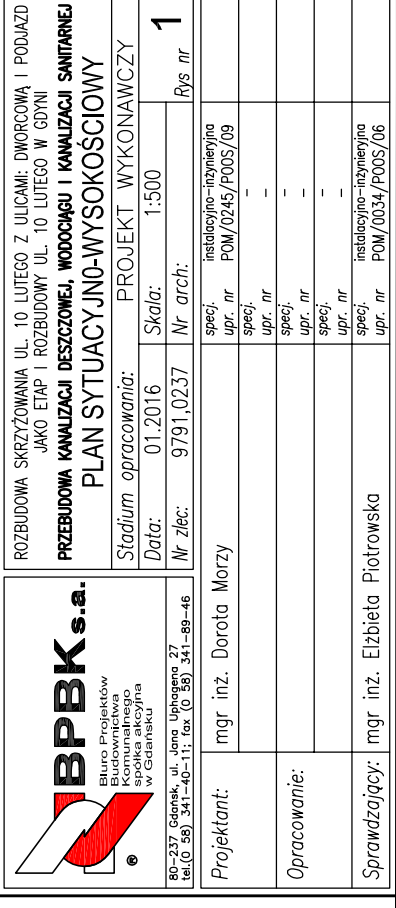 BPBK s.a.
Biuro Projektów
Budownictwa
Komunalnego
spółka akcyjna
w Gdańsku
®
80-237 Gdańsk, ul. Jana Uphagena 27
tel.(0 58) 341-40-11; fax (0 58) 341-89-46
ROZBUDOWA SKRZYŻOWANIA UL. 10 LUTEGO Z ULICAMI: DWORCOWĄ I PODJAZD
JAKO ETAP I ROZBUDOWY UL. 10 LUTEGO W GDYNI
PRZEBUDOWA KANALIZACJI DESZCZOWEJ, WODOCIĄGU I KANALIZACJI SANITARNEJ
PLAN SYTUACYJNO-WYSOKOŚCIOWY
Stadium opracowania: PROJEKT WYKONAWCZY
Data: 01.2016 Skala: 1:500 1
Nr zlec: 9791,0237 Nr arch: Rys nr
Projektant: mgr inż. Dorota Morzy specj. instalacyjno-inżynieryjna
upr. nr POM/0245/POOS/09
specj. -
upr. nr -
Opracowanie: specj. -
upr. nr -
specj. -
upr. nr -
Sprawdzający: mgr inż. Elżbieta Piotrowska specj. instalacyjno-inżynieryjna
upr. nr POM/0034/POOS/06